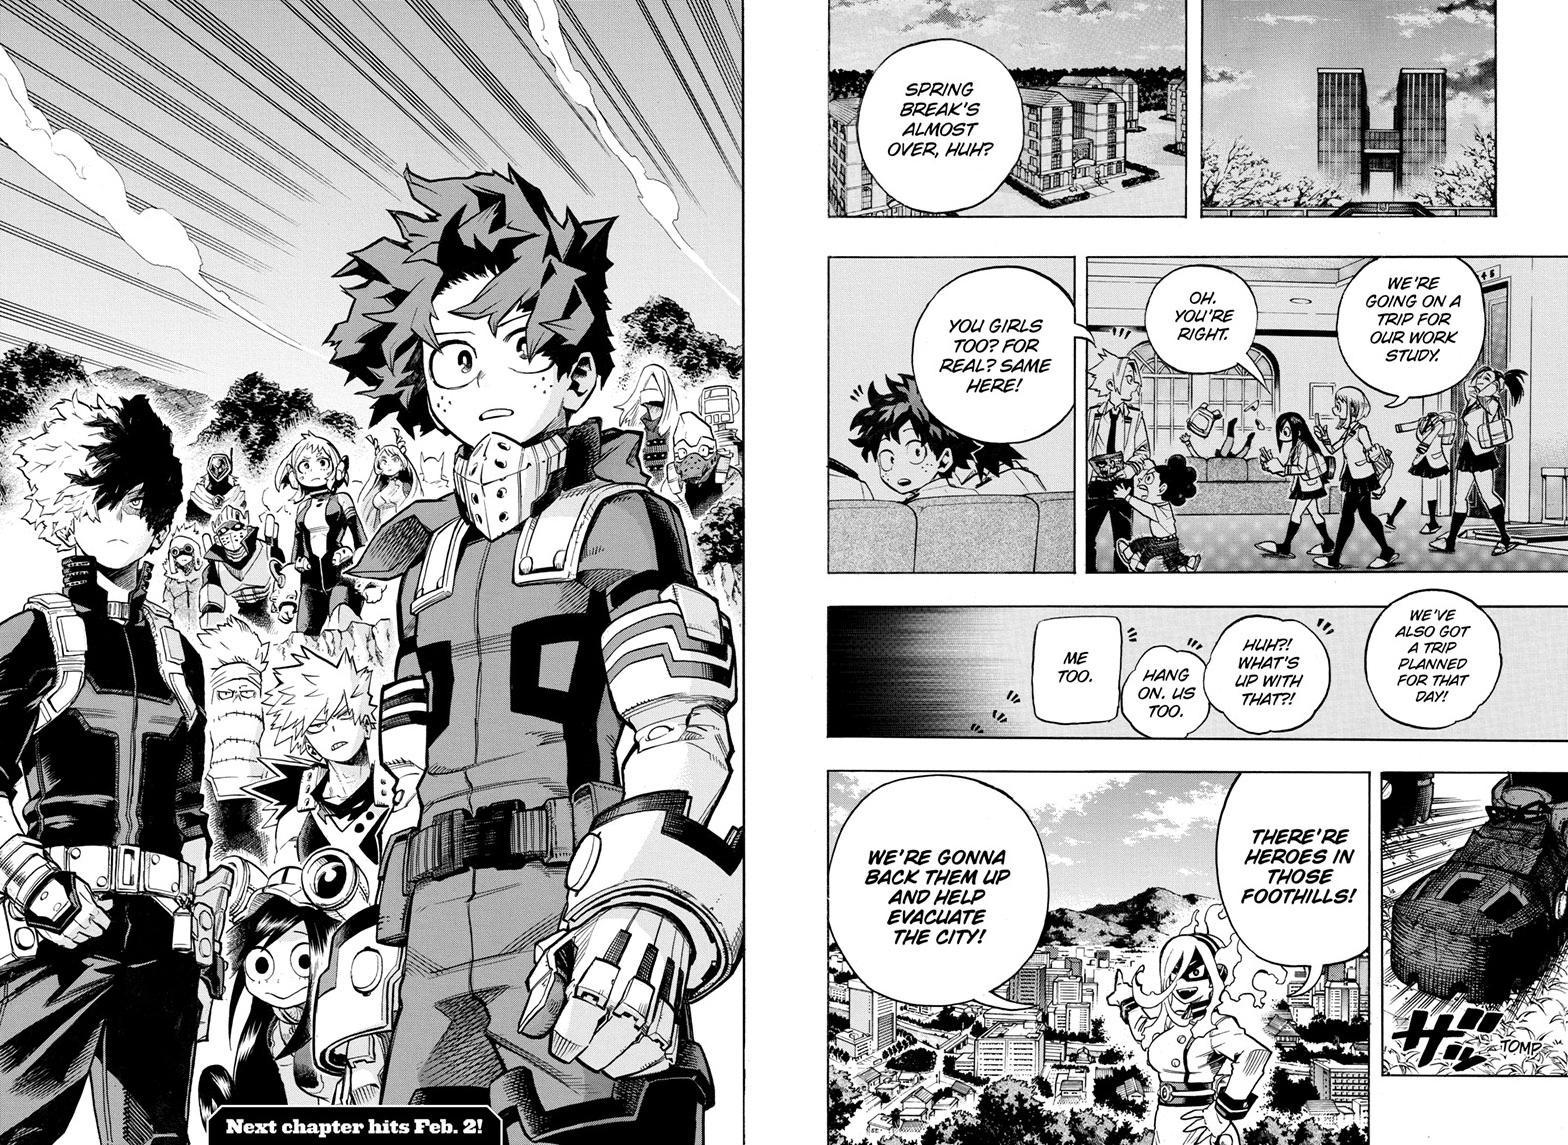 SPRING
BREAK'S
ALMOST
OVER, HUH?
WE'RE
GOING ON A
TRIP FOR
OUR WORK
STUDY.
OH.
YOU'RE
RIGHT.
YOU GIRLS
TOO? FOR
REAL? SAME
HERE!
WE'VE
ALSO GOT
A TRIP
PLANNED
FOR THAT
DAY!
HUH?!
WHAT'S
UP WITH
THAT?!
HANG
ON. US
TOO.
ME
TOO.
ザッ
TOMP
THERE'RE
HEROES IN
THOSE
FOOTHILLS!
WE'RE GONNA
BACK THEM UP
AND HELP
EVACUATE
THE CITY!
Next chapter hits Feb. 2!